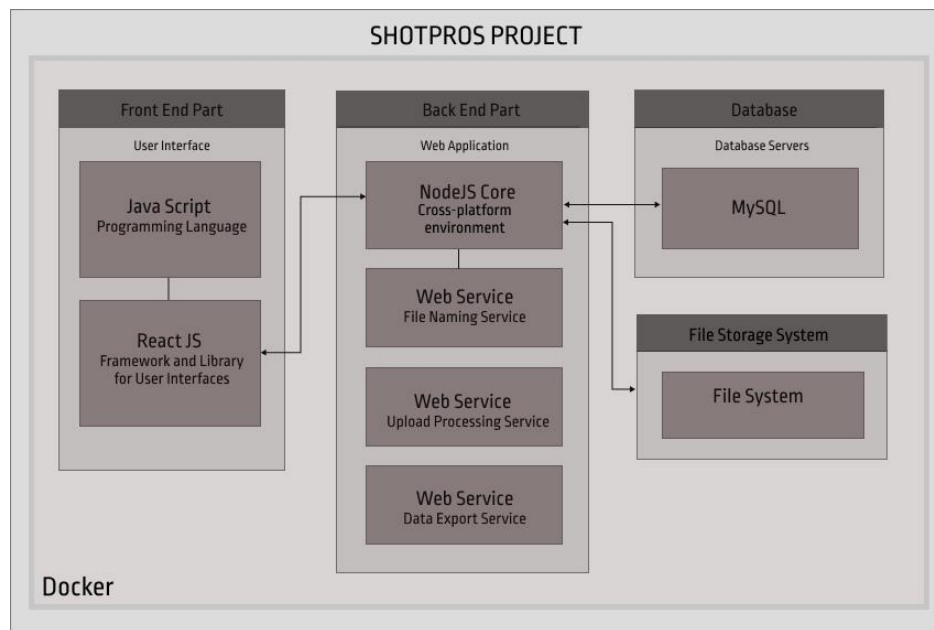 SHOTPROS PROJECT
Front End Part
User Interface
Java Script
Programming Language
React JS
Framework and Library
for User Interfaces
Back End Part
Web Application
NodeJS Core
Cross-platform
environment
Web Service
File Naming Service
Web Service
Upload Processing Service
Web Service
Data Export Service
Database
Database Servers
MySQL
File Storage System
File System
Docker